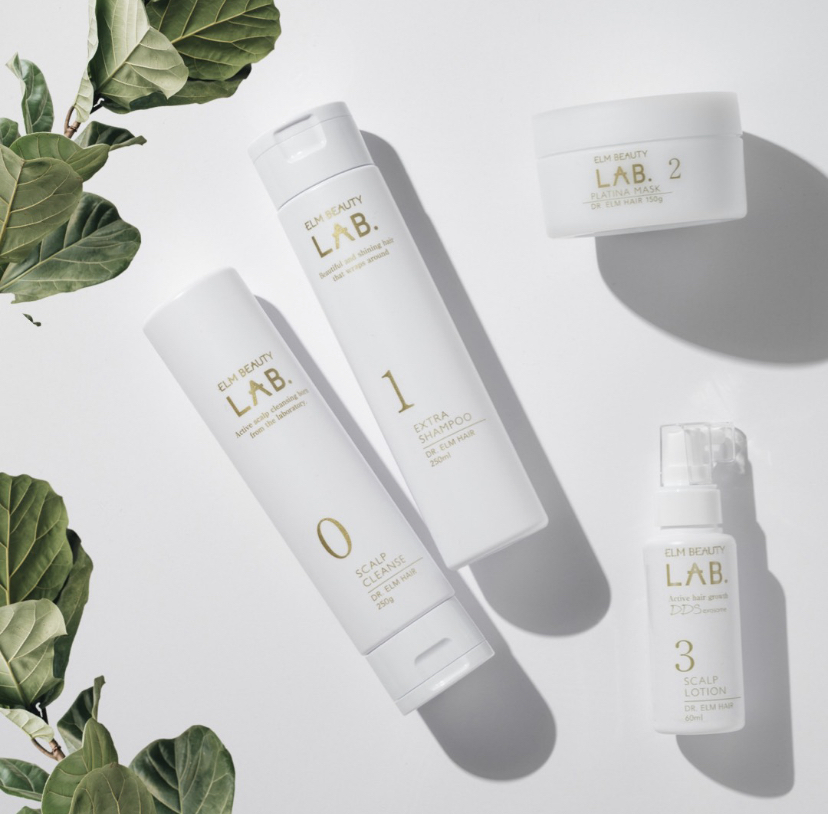 ELM BEAUTY
LAB.
Beautiful and shining hair
that wraps around
1
EXTRA
SHAMPOO
DR. ELM HAIR
250ml
ELM BEAUTY
LAB. 2
PLATINA MASK
DR. ELM HAIR 150g
ELM BEAUTY
LAB.
Active scalp cleansing born
from the laboratory
0
SCALP
CLEANSE
DR. ELM HAIR
250g
ELM BEAUTY
LAB.
Active hair growth
DDS
3
SCALP
LOTION
DR. ELM HAIR
60ml